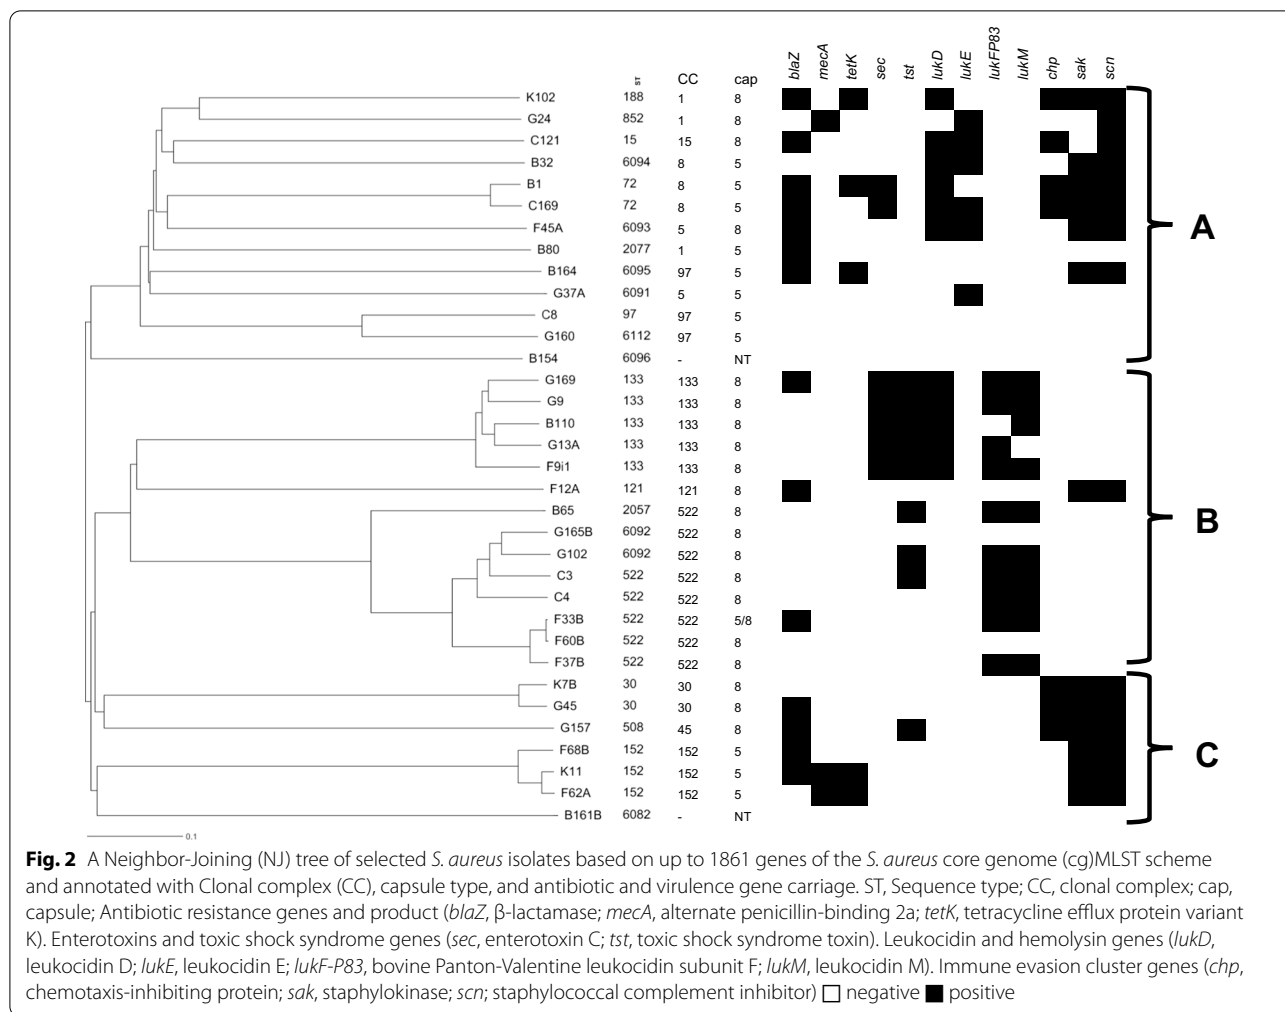 blaZ mecA tetK sec tst lukD lukE lukFP83 lukM chp sak scn
ST CC cap
K102 188 1 8
G24 852 1 8
C121 15 15 8
B32 6094 8 5
B1 72 8 5
C169 72 8 5
F45A 6093 5 8
A
B80 2077 1 5
B164 6095 97 5
G37A 6091 5 5
C8 97 97 5
G160 6112 97 5
B154 6096 - NT
G169 133 133 8
G9 133 133 8
B110 133 133 8
G13A 133 133 8
F9i1 133 133 8
F12A 121 121 8
B65 2057 522 8
B
G165B 6092 522 8
G102 6092 522 8
C3 522 522 8
C4 522 522 8
F33B 522 522 5/8
F60B 522 522 8
F37B 522 522 8
K7B 30 30 8
G45 30 30 8
G157 508 45 8
F68B 152 152 5
C
K11 152 152 5
F62A 152 152 5
B161B 6082 - NT
0.1
Fig. 2 A Neighbor-Joining (NJ) tree of selected S. aureus isolates based on up to 1861 genes of the S. aureus core genome (cg)MLST scheme
and annotated with Clonal complex (CC), capsule type, and antibiotic and virulence gene carriage. ST, Sequence type; CC, clonal complex; cap,
capsule; Antibiotic resistance genes and product (blaZ, β-lactamase; mecA, alternate penicillin-binding 2a; tetK, tetracycline efflux protein variant
K). Enterotoxins and toxic shock syndrome genes (sec, enterotoxin C; tst, toxic shock syndrome toxin). Leukocidin and hemolysin genes (lukD,
leukocidin D; lukE, leukocidin E; lukF-P83, bovine Panton-Valentine leukocidin subunit F; lukM, leukocidin M). Immune evasion cluster genes (chp,
chemotaxis-inhibiting protein; sak, staphylokinase; scn; staphylococcal complement inhibitor) □ negative ■ positive